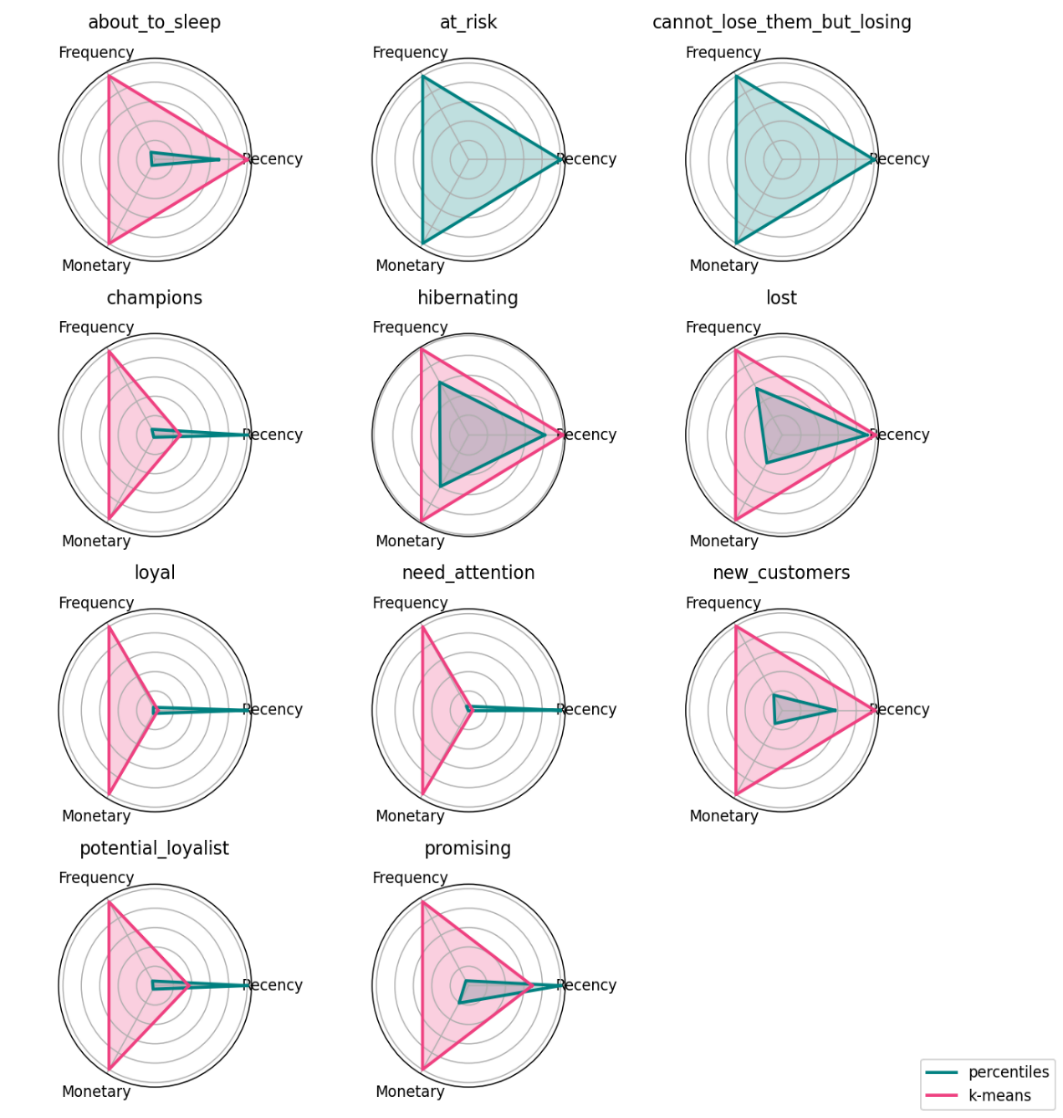 about_to_sleep
Frequency
Recency
Monetary
at_risk
Frequency
Recency
Monetary
cannot_lose_them_but_losing
Frequency
Recency
Monetary
champions
Frequency
Recency
Monetary
hibernating
Frequency
Recency
Monetary
lost
Frequency
Recency
Monetary
loyal
Frequency
Recency
Monetary
need_attention
Frequency
Recency
Monetary
new_customers
Frequency
Recency
Monetary
potential_loyalist
Frequency
Recency
Monetary
promising
Frequency
Recency
Monetary
percentiles
k-means